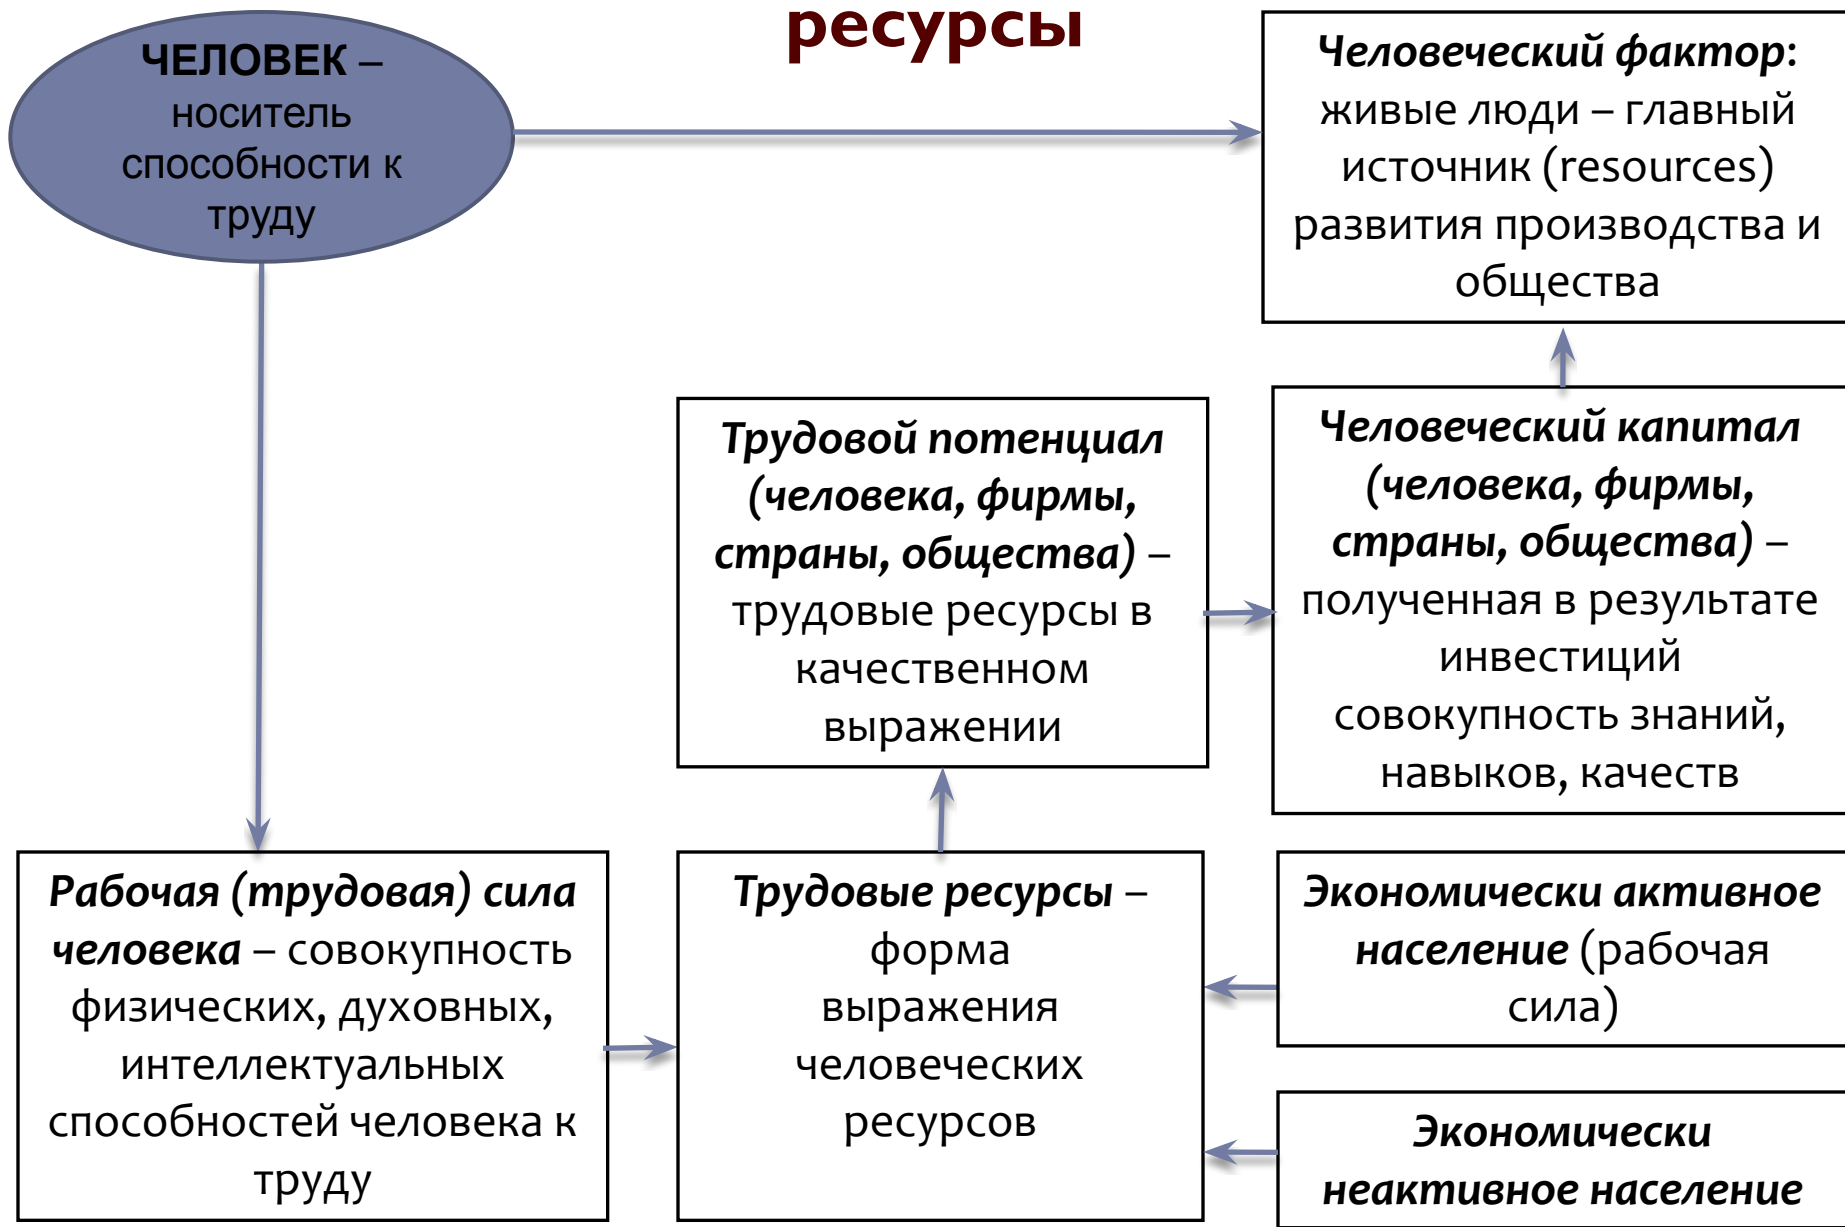 ресурсы
ЧЕЛОВЕК –
носитель
способности к
труду
Человеческий фактор:
живые люди – главный
источник (resources)
развития производства и
общества
Трудовой потенциал
(человека, фирмы,
страны, общества) –
трудовые ресурсы в
качественном
выражении
Человеческий капитал
(человека, фирмы,
страны, общества) –
полученная в результате
инвестиций
совокупность знаний,
навыков, качеств
Рабочая (трудовая) сила
человека – совокупность
физических, духовных,
интеллектуальных
способностей человека к
труду
Трудовые ресурсы –
форма
выражения
человеческих
ресурсов
Экономически активное
население (рабочая
сила)
Экономически
неактивное население